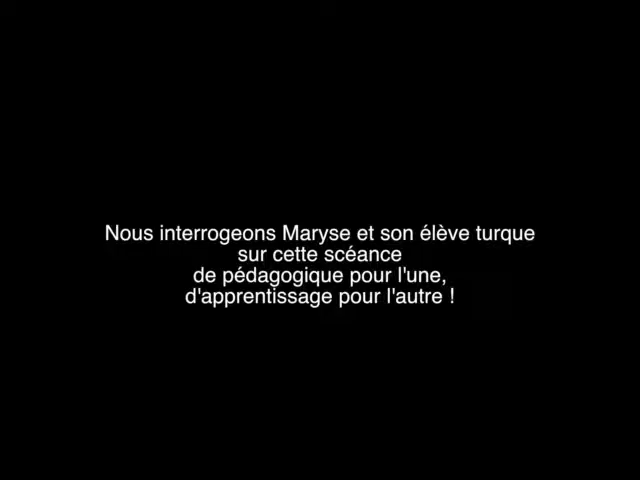 Nous interrogeons Maryse et son élève turque
sur cette scéance
de pédagogique pour l'une,
d'apprentissage pour l'autre !